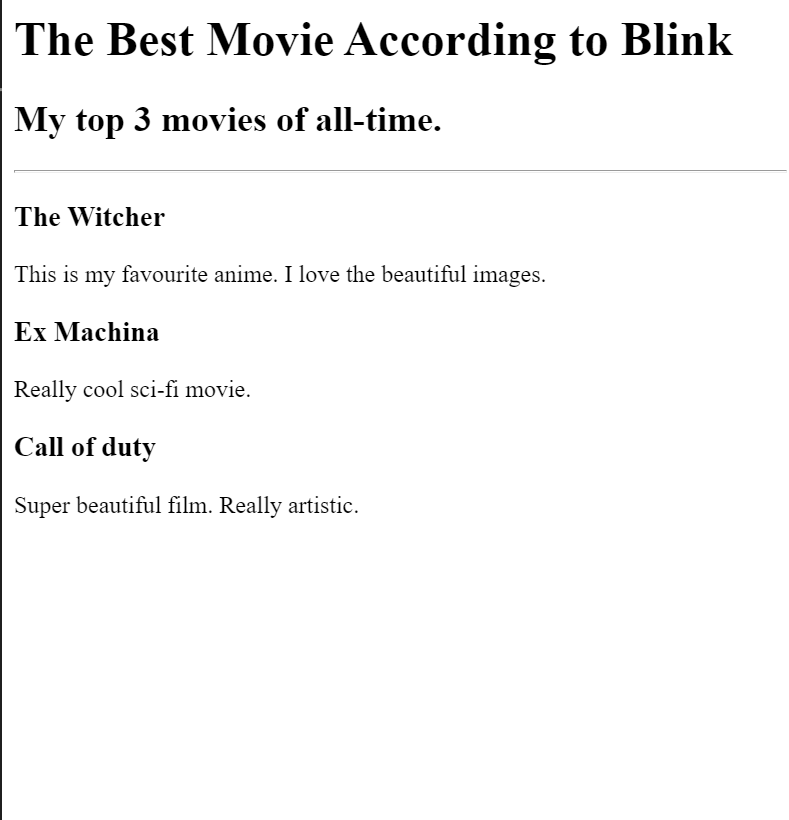 The Best Movie According to Blink
My top 3 movies of all-time.
The Witcher
This is my favourite anime. I love the beautiful images.
Ex Machina
Really cool sci-fi movie.
Call of duty
Super beautiful film. Really artistic.